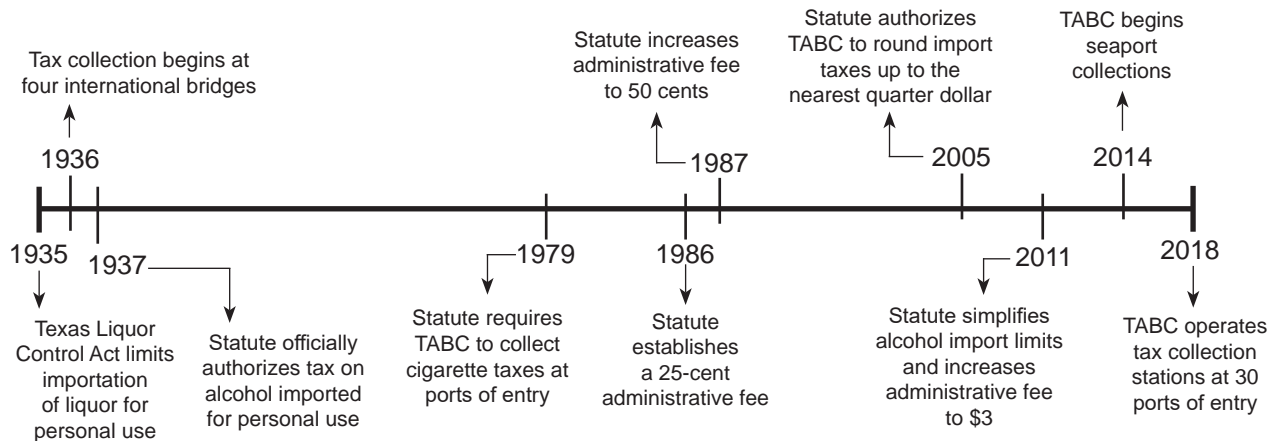 Tax collection begins at
four international bridges
1936
Statute increases
administrative fee
to 50 cents
1987
Statute authorizes
TABC to round import
taxes up to the
nearest quarter dollar
2005
TABC begins
seaport
collections
2014
1935
Texas Liquor
Control Act limits
importation
of liquor for
personal use
1937
Statute officially
authorizes tax on
alcohol imported
for personal use
1979
Statute requires
TABC to collect
cigarette taxes at
ports of entry
1986
Statute
establishes
a 25-cent
administrative fee
2011
Statute simplifies
alcohol import limits
and increases
administrative fee
to $3
2018
TABC operates
tax collection
stations at 30
ports of entry